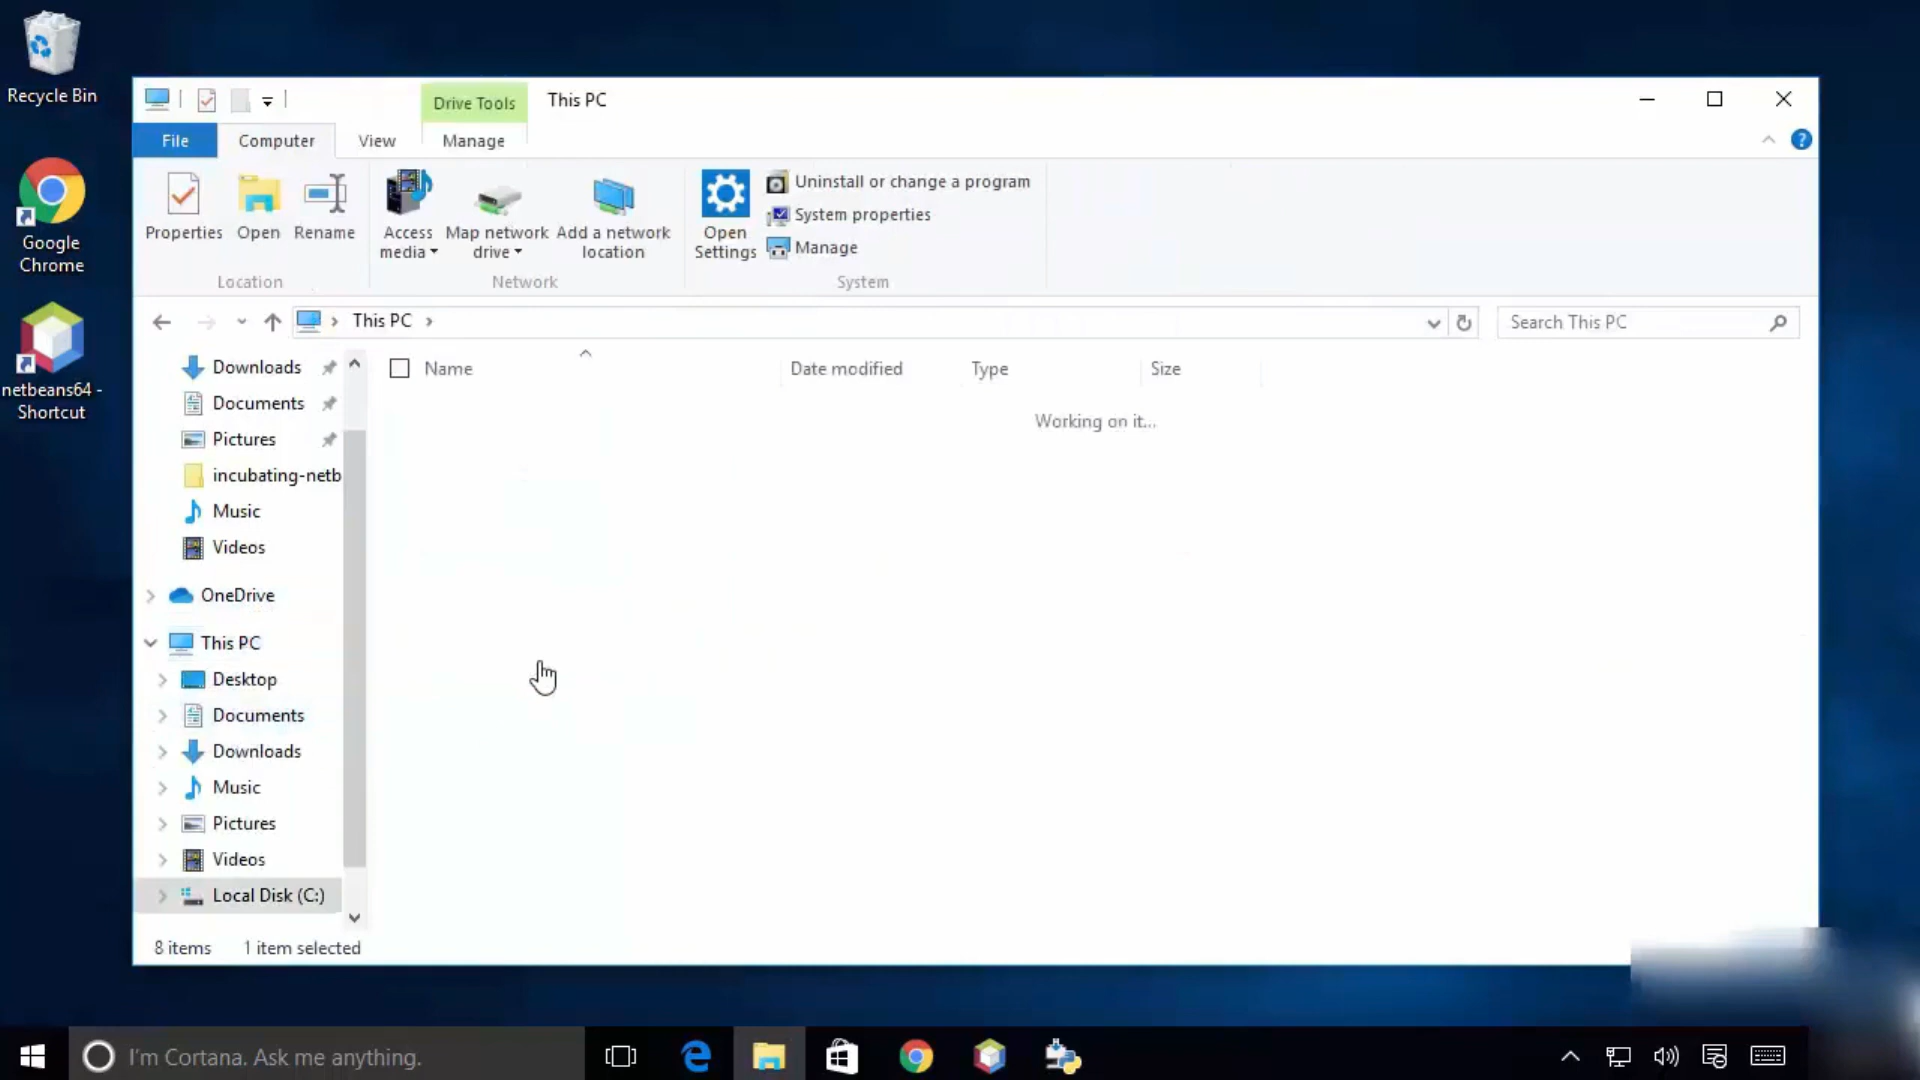 Recycle Bin
Google
Chrome
netbeans64 -
Shortcut
Drive Tools
This PC
File
Computer
View
Manage
Properties
Open
Rename
Access
media
Map network
drive
Add a network
location
Open
Settings
Uninstall or change a program
System properties
Manage
Location
Network
System
This PC
Search This PC
Downloads
Documents
Pictures
incubating-netb
Music
Videos
OneDrive
This PC
Desktop
Documents
Downloads
Music
Pictures
Videos
Local Disk (C:)
Name
Date modified
Type
Size
Working on it...
8 items
1 item selected
I'm Cortana. Ask me anything.